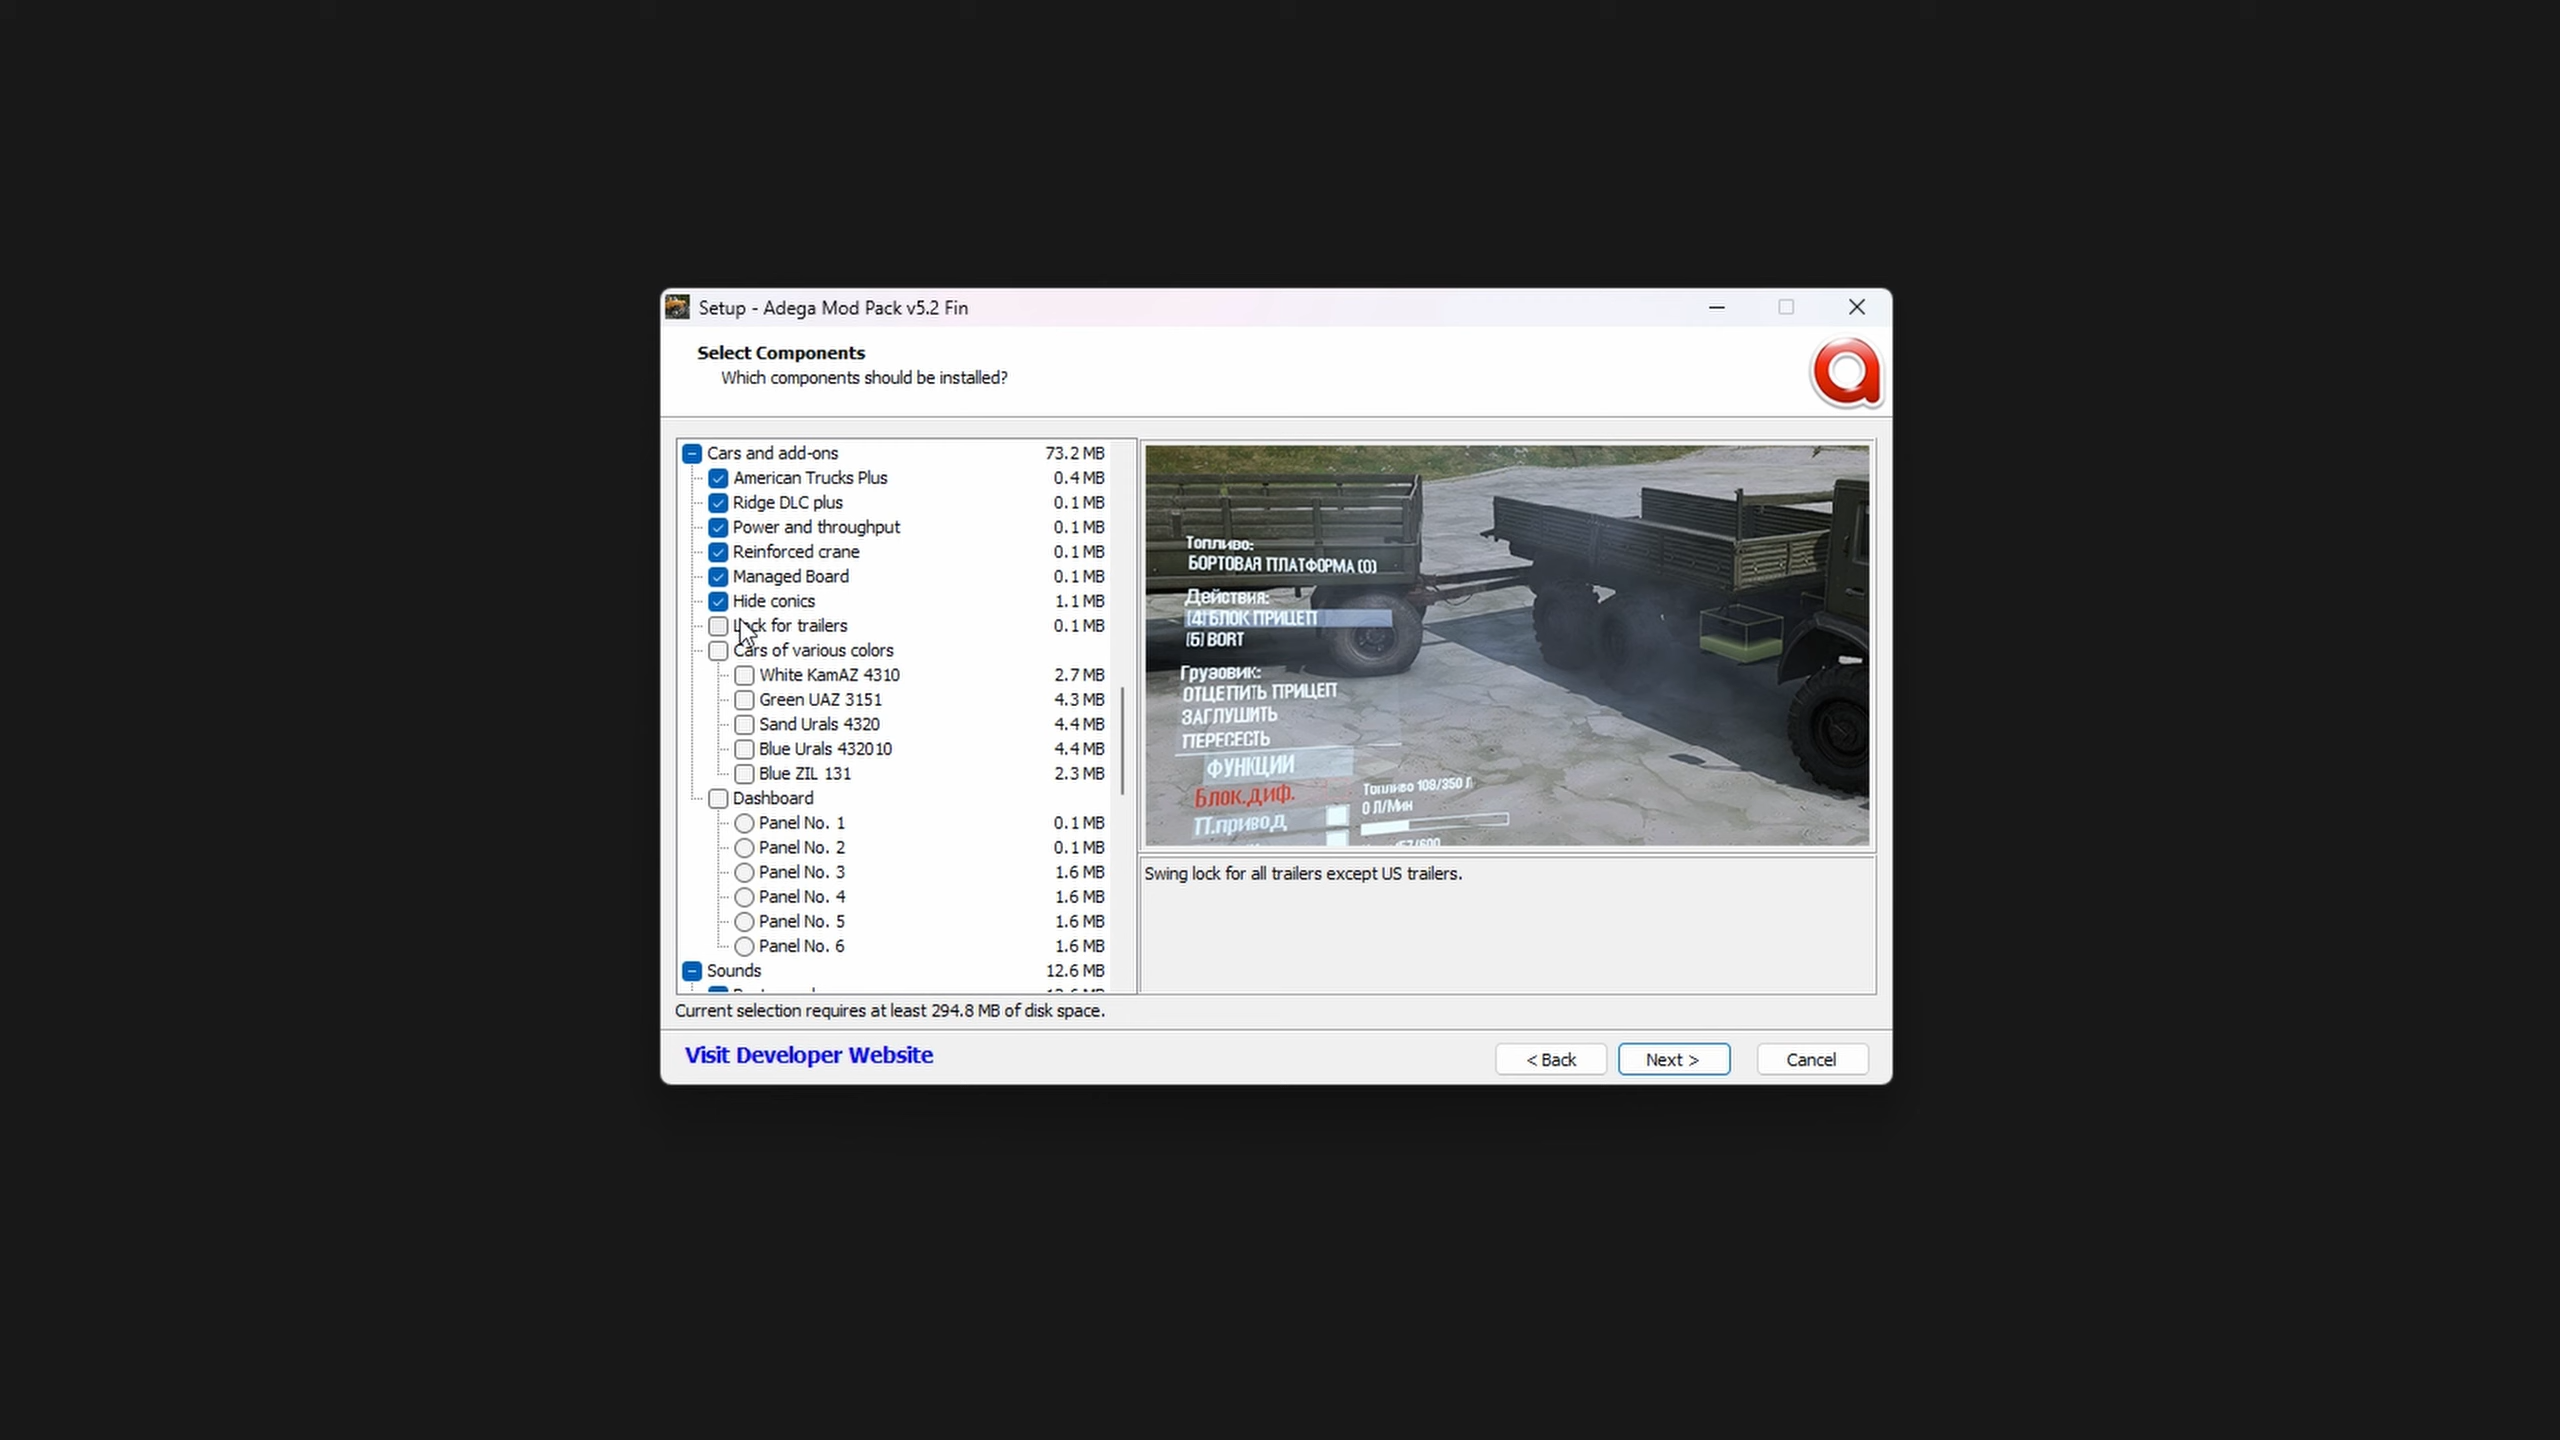 Setup - Adega Mod Pack v5.2 Fin
Select Components
Which components should be installed?
Cars and add-ons 73.2 MB
American Trucks Plus 0.4 MB
Ridge DLC plus 0.1 MB
Power and throughput 0.1 MB
Reinforced crane 0.1 MB
Managed Board 0.1 MB
Hide conics 1.1 MB
Lock for trailers 0.1 MB
Cars of various colors
White KamAZ 4310 2.7 MB
Green UAZ 3151 4.3 MB
Sand Urals 4320 4.4 MB
Blue Urals 432010 4.4 MB
Blue ZIL 131 2.3 MB
Dashboard
Panel No. 1 0.1 MB
Panel No. 2 0.1 MB
Panel No. 3 1.6 MB
Panel No. 4 1.6 MB
Panel No. 5 1.6 MB
Panel No. 6 1.6 MB
Sounds 12.6 MB
Топливо:
БОРТОВАЯ ПЛАТФОРМА (0)
Действия:
(4) БЛОК ПРИЦЕП
(5) BORT
Грузовик:
ОТЦЕПИТЬ ПРИЦЕП
ЗАГЛУШИТЬ
ПЕРЕСЕСТЬ
ФУНКЦИИ
Блок.диф.
П.привод
Топливо 109/350 Л
0 Л/Мин
Swing lock for all trailers except US trailers.
Current selection requires at least 294.8 MB of disk space.
Visit Developer Website
< Back
Next >
Cancel